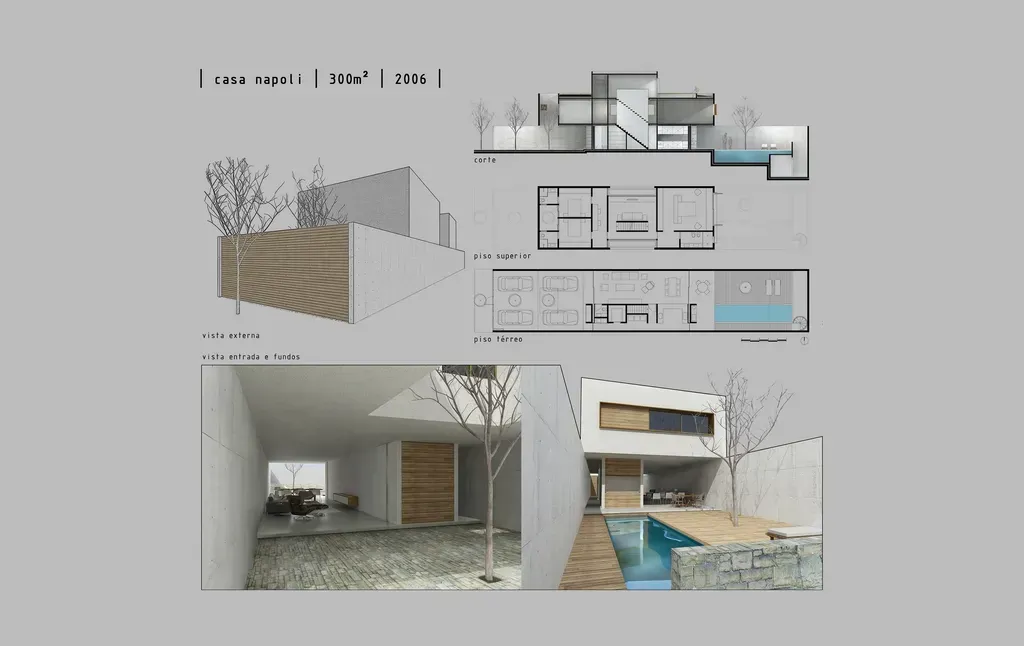 | casa napoli | 300m² | 2006 |
corte
piso superior
piso térreo
vista externa
vista entrada e fundos